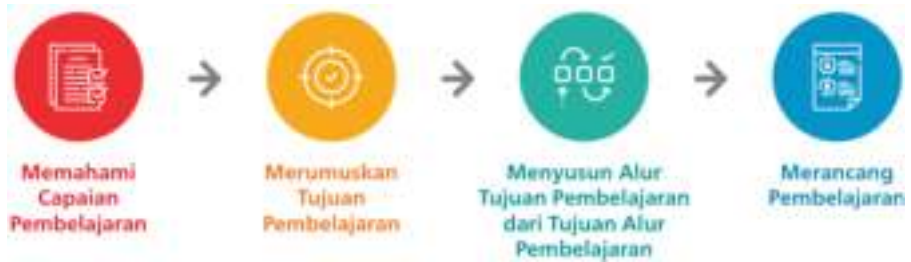 Memahami
Capaian
Pembelajaran
Merumuskan
Tujuan
Pembelajaran
Menyusun Alur
Tujuan Pembelajaran
dari Tujuan Alur
Pembelajaran
Merancang
Pembelajaran